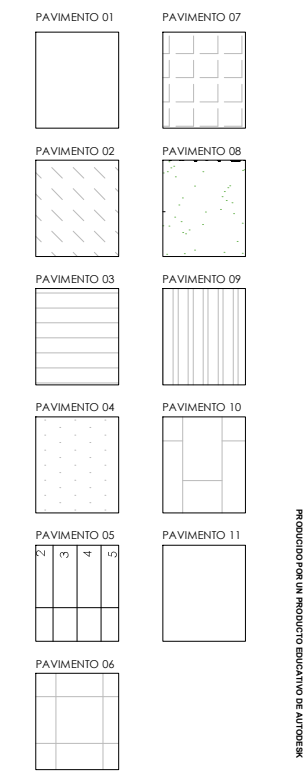 PAVIMENTO 01
PAVIMENTO 07
PAVIMENTO 02
PAVIMENTO 08
PAVIMENTO 03
PAVIMENTO 09
PAVIMENTO 04
PAVIMENTO 10
PAVIMENTO 05
2 3 4 5
PAVIMENTO 11
PAVIMENTO 06
PRODUCIDO POR UN PRODUCTO EDUCATIVO DE AUTODESK